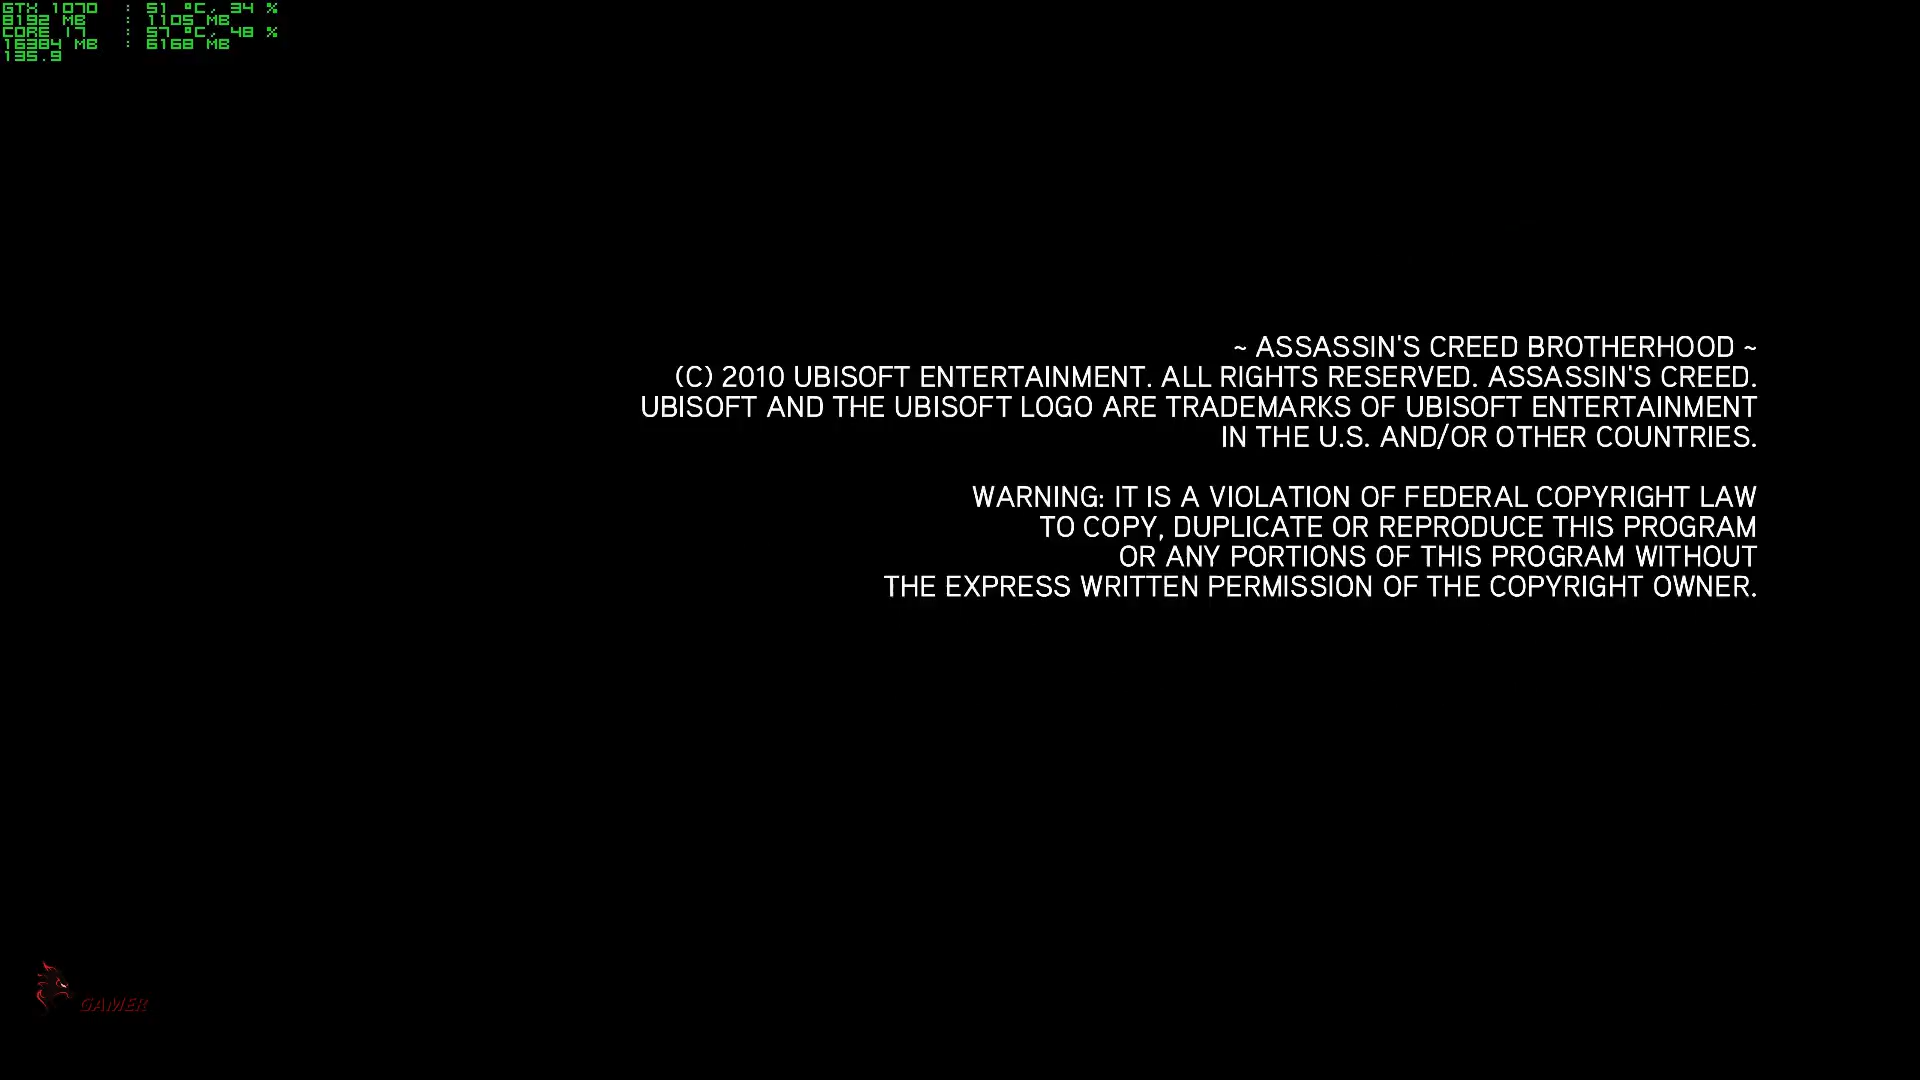 GTX 1070 : 51 °C, 34 %
8192 MB : 1105 MB
CORE I7 : 57 °C, 48 %
16384 MB : 6168 MB
135.9
~ ASSASSIN'S CREED BROTHERHOOD ~
(C) 2010 UBISOFT ENTERTAINMENT. ALL RIGHTS RESERVED. ASSASSIN'S CREED.
UBISOFT AND THE UBISOFT LOGO ARE TRADEMARKS OF UBISOFT ENTERTAINMENT
IN THE U.S. AND/OR OTHER COUNTRIES.
WARNING: IT IS A VIOLATION OF FEDERAL COPYRIGHT LAW
TO COPY, DUPLICATE OR REPRODUCE THIS PROGRAM
OR ANY PORTIONS OF THIS PROGRAM WITHOUT
THE EXPRESS WRITTEN PERMISSION OF THE COPYRIGHT OWNER.
GAMER